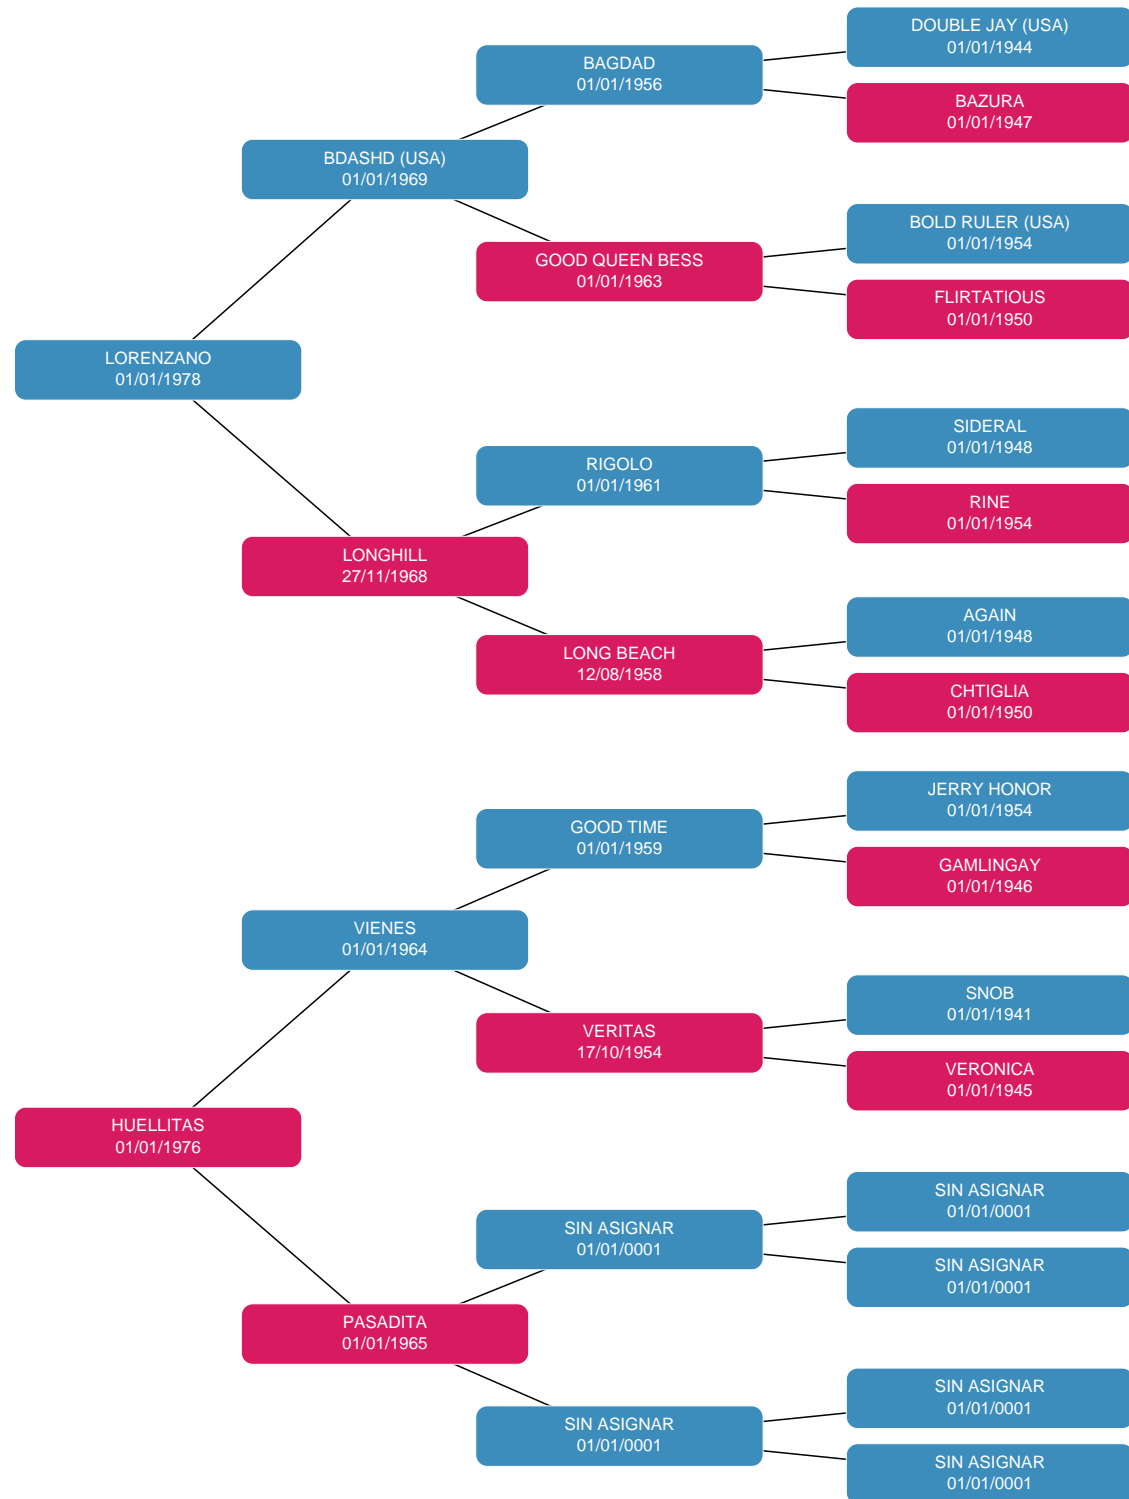 DOUBLE JAY (USA)
01/01/1944
BAGDAD
01/01/1956
BAZURA
01/01/1947
BDASHD (USA)
01/01/1969
BOLD RULER (USA)
01/01/1954
GOOD QUEEN BESS
01/01/1963
FLIRTATIOUS
01/01/1950
LORENZANO
01/01/1978
SIDERAL
01/01/1948
RIGOLO
01/01/1961
RINE
01/01/1954
LONGHILL
27/11/1968
AGAIN
01/01/1948
LONG BEACH
12/08/1958
CHTIGLIA
01/01/1950
JERRY HONOR
01/01/1954
GOOD TIME
01/01/1959
GAMLINGAY
01/01/1946
VIENES
01/01/1964
SNOB
01/01/1941
VERITAS
17/10/1954
VERONICA
01/01/1945
HUELLITAS
01/01/1976
SIN ASIGNAR
01/01/0001
SIN ASIGNAR
01/01/0001
SIN ASIGNAR
01/01/0001
PASADITA
01/01/1965
SIN ASIGNAR
01/01/0001
SIN ASIGNAR
01/01/0001
SIN ASIGNAR
01/01/0001